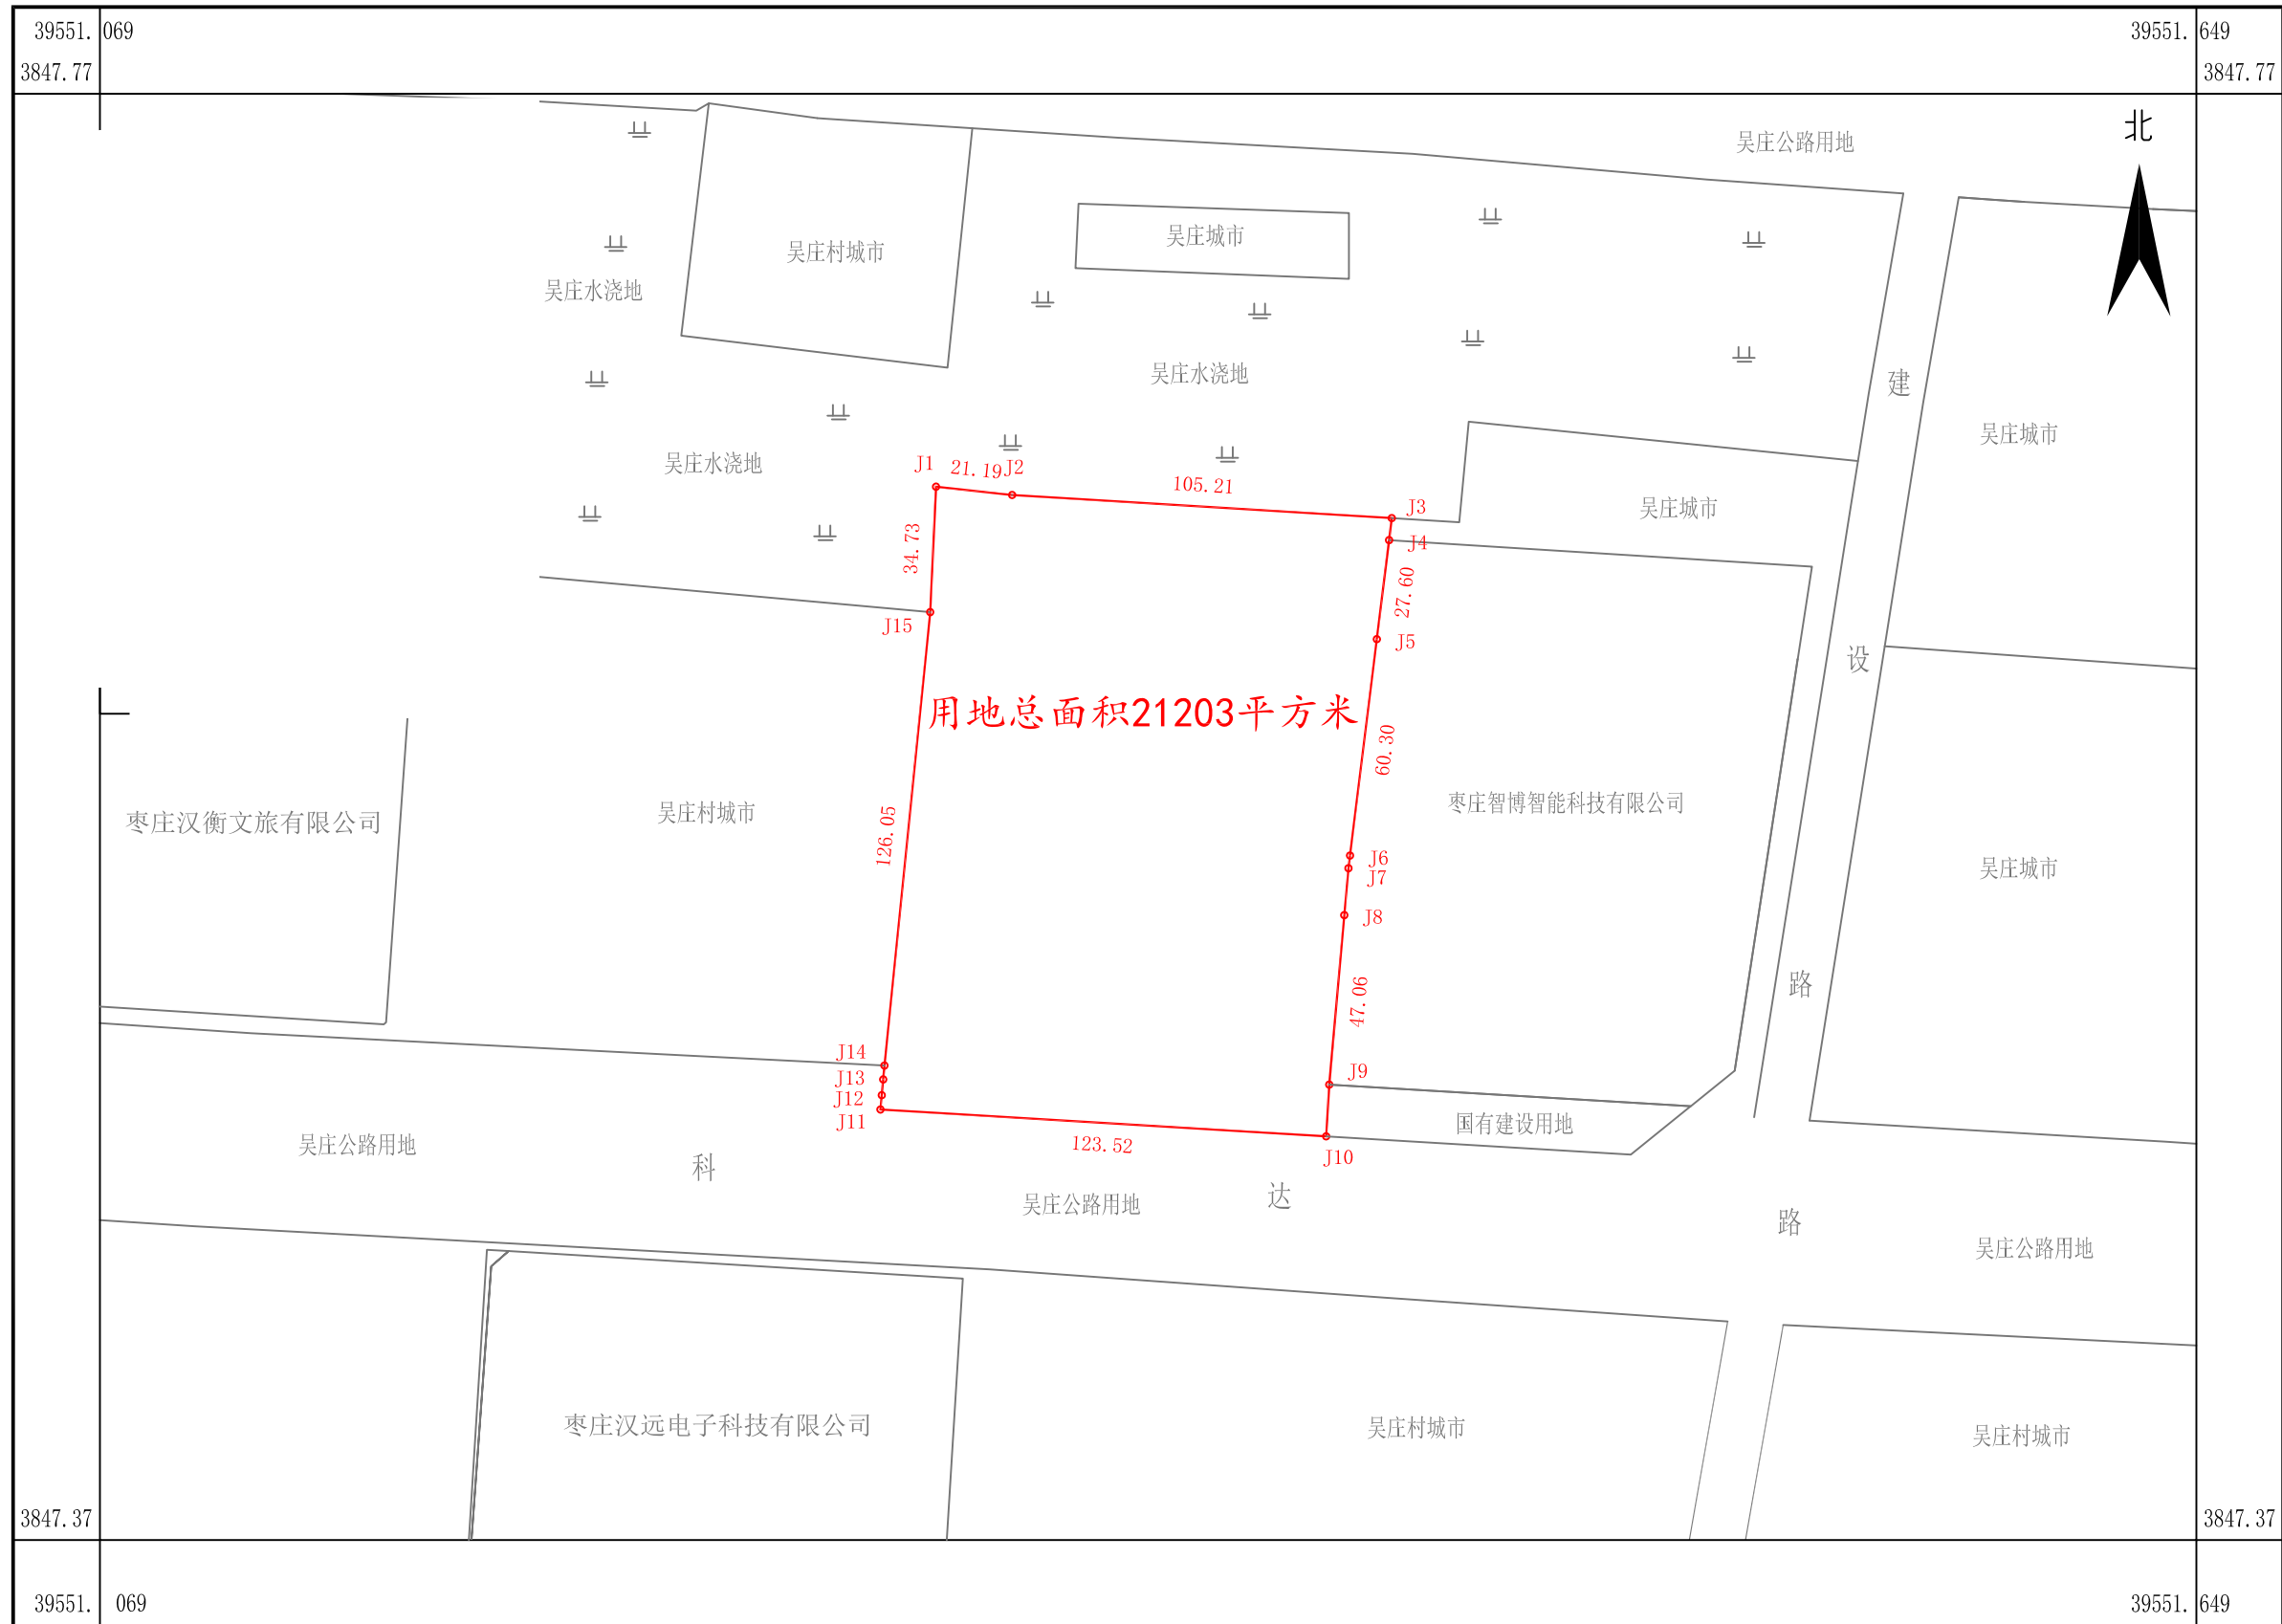 39551. 069
39551. 649
3847.77
3847.77
北
吴庄公路用地
吴庄城市
吴庄村城市
吴庄水浇地
吴庄水浇地
建
吴庄城市
吴庄水浇地
J1
21.19
J2
105.21
J3
吴庄城市
34.73
J4
27.60
J15
J5
设
用地总面积21203平方米
60.30
枣庄汉衡文旅有限公司
吴庄村城市
126.05
枣庄智博智能科技有限公司
J6
J7
吴庄城市
J8
路
47.06
J14
J13
J12
J11
J9
国有建设用地
吴庄公路用地
科
123.52
J10
吴庄公路用地
达
路
吴庄公路用地
枣庄汉远电子科技有限公司
吴庄村城市
吴庄村城市
3847.37
3847.37
39551. 069
39551. 649